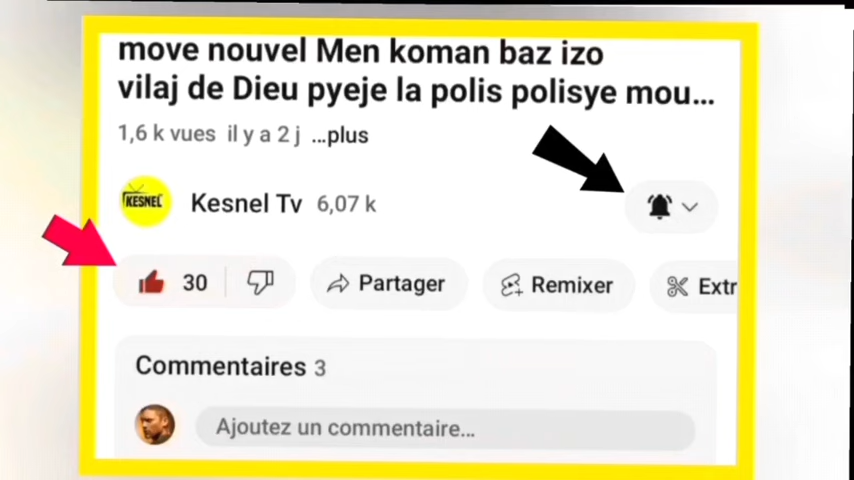 move nouvel Men koman baz izo
vilaj de Dieu pyeje la polis polisye mou...
1,6 k vues il y a 2 j ...plus
KESNEL
Kesnel Tv 6,07 k
30 Partager Remixer Extr
Commentaires 3
Ajoutez un commentaire...